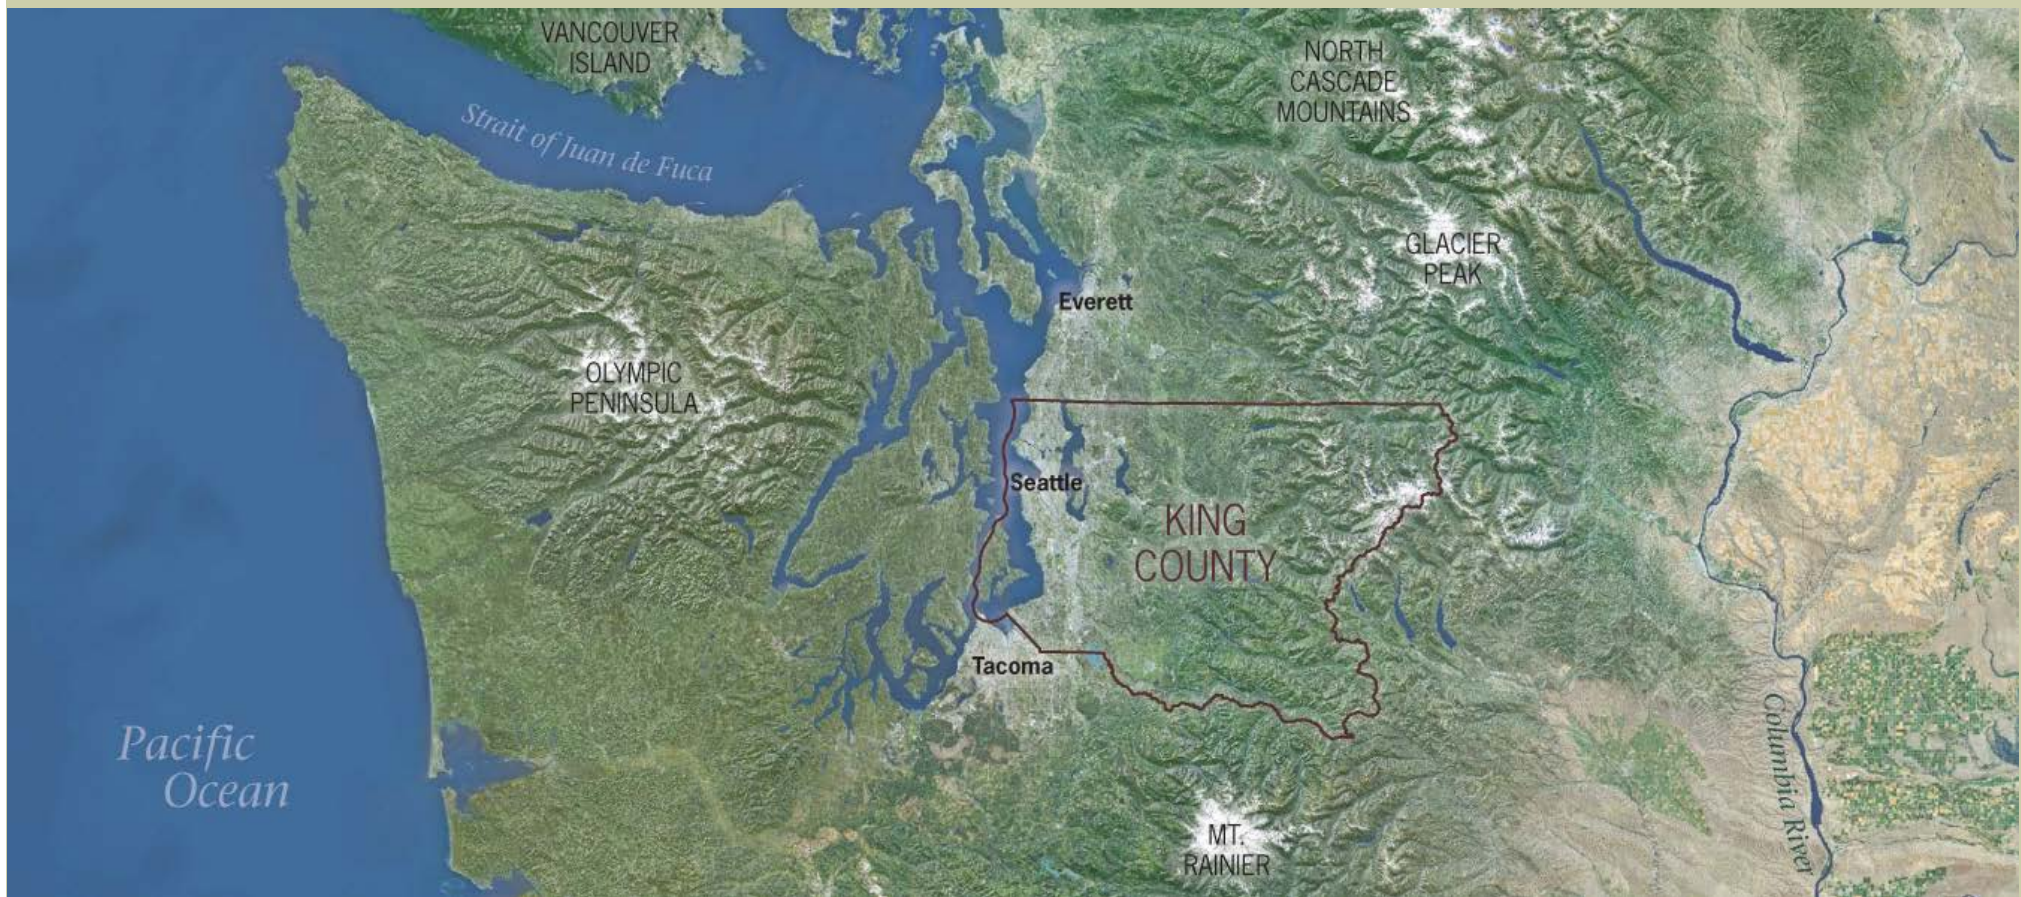 VANCOUVER
ISLAND
NORTH
CASCADE
MOUNTAINS
Strait of Juan de Fuca
GLACIER
PEAK
Everett
OLYMPIC
PENINSULA
Seattle
KING
COUNTY
Tacoma
Pacific
Ocean
Columbia River
MT.
RAINIER